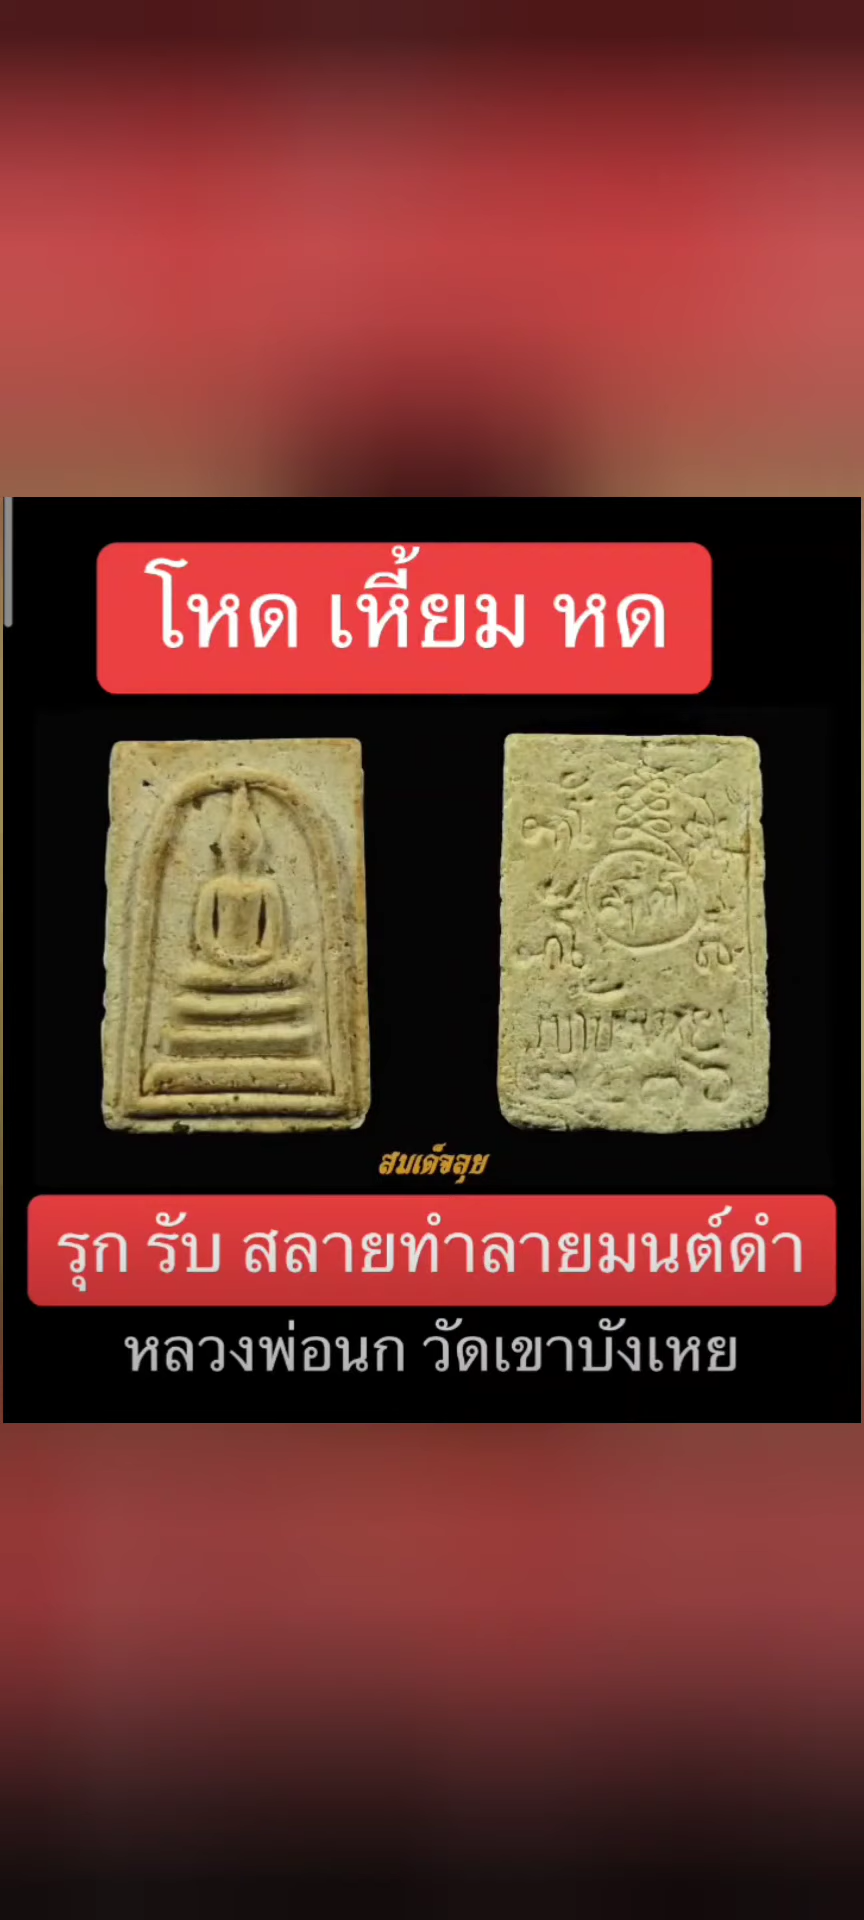 โหด เหี้ยม หด
สมเด็จลุย
รุก รับ สลายทำลายมนต์ดำ
หลวงพ่อนก วัดเขาบังเหย